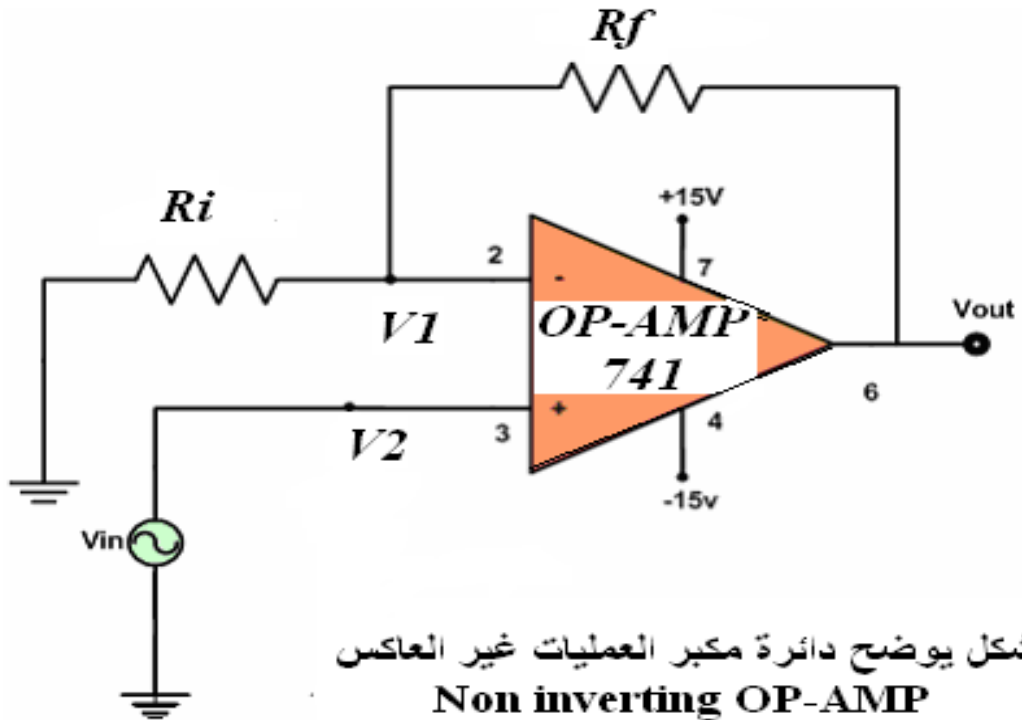 Rf
Ri
+15V
2
7
-
V1
OP-AMP
741
Vout
6
+
3
V2
4
-15v
Vin
شكل يوضح دائرة مكبر العمليات غير العاكس
Non inverting OP-AMP